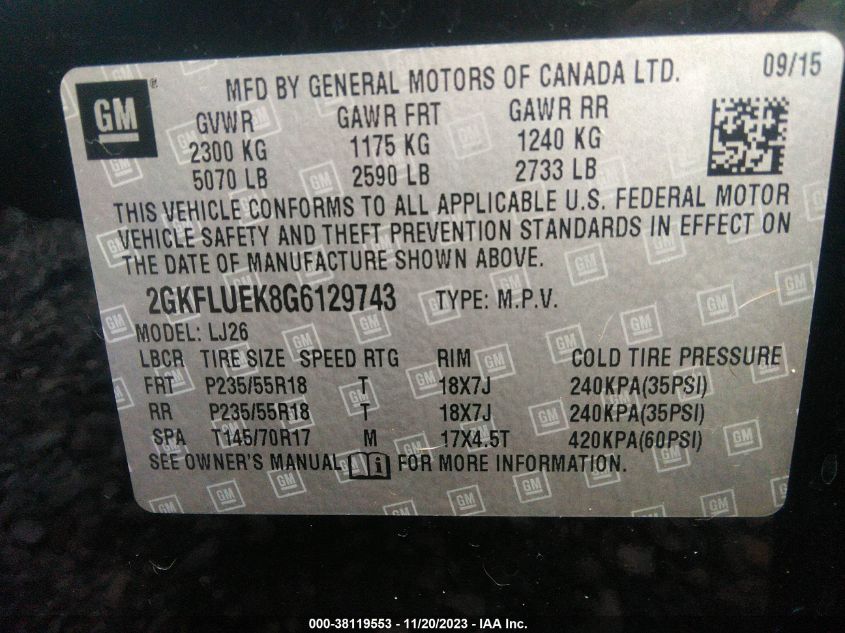 GM
MFD BY GENERAL MOTORS OF CANADA LTD. 09/15
GVWR GAWR FRT GAWR RR
2300 KG 1175 KG 1240 KG
5070 LB 2590 LB 2733 LB
THIS VEHICLE CONFORMS TO ALL APPLICABLE U.S. FEDERAL MOTOR
VEHICLE SAFETY AND THEFT PREVENTION STANDARDS IN EFFECT ON
THE DATE OF MANUFACTURE SHOWN ABOVE.
2GKFLUEK8G6129743 TYPE: M.P.V.
MODEL: LJ26
LBCR TIRE SIZE SPEED RTG RIM COLD TIRE PRESSURE
FRT P235/55R18 T 18X7J 240KPA(35PSI)
RR P235/55R18 T 18X7J 240KPA(35PSI)
SPA T145/70R17 M 17X4.5T 420KPA(60PSI)
SEE OWNER'S MANUAL FOR MORE INFORMATION.
000-38119553 - 11/20/2023 - IAA Inc.